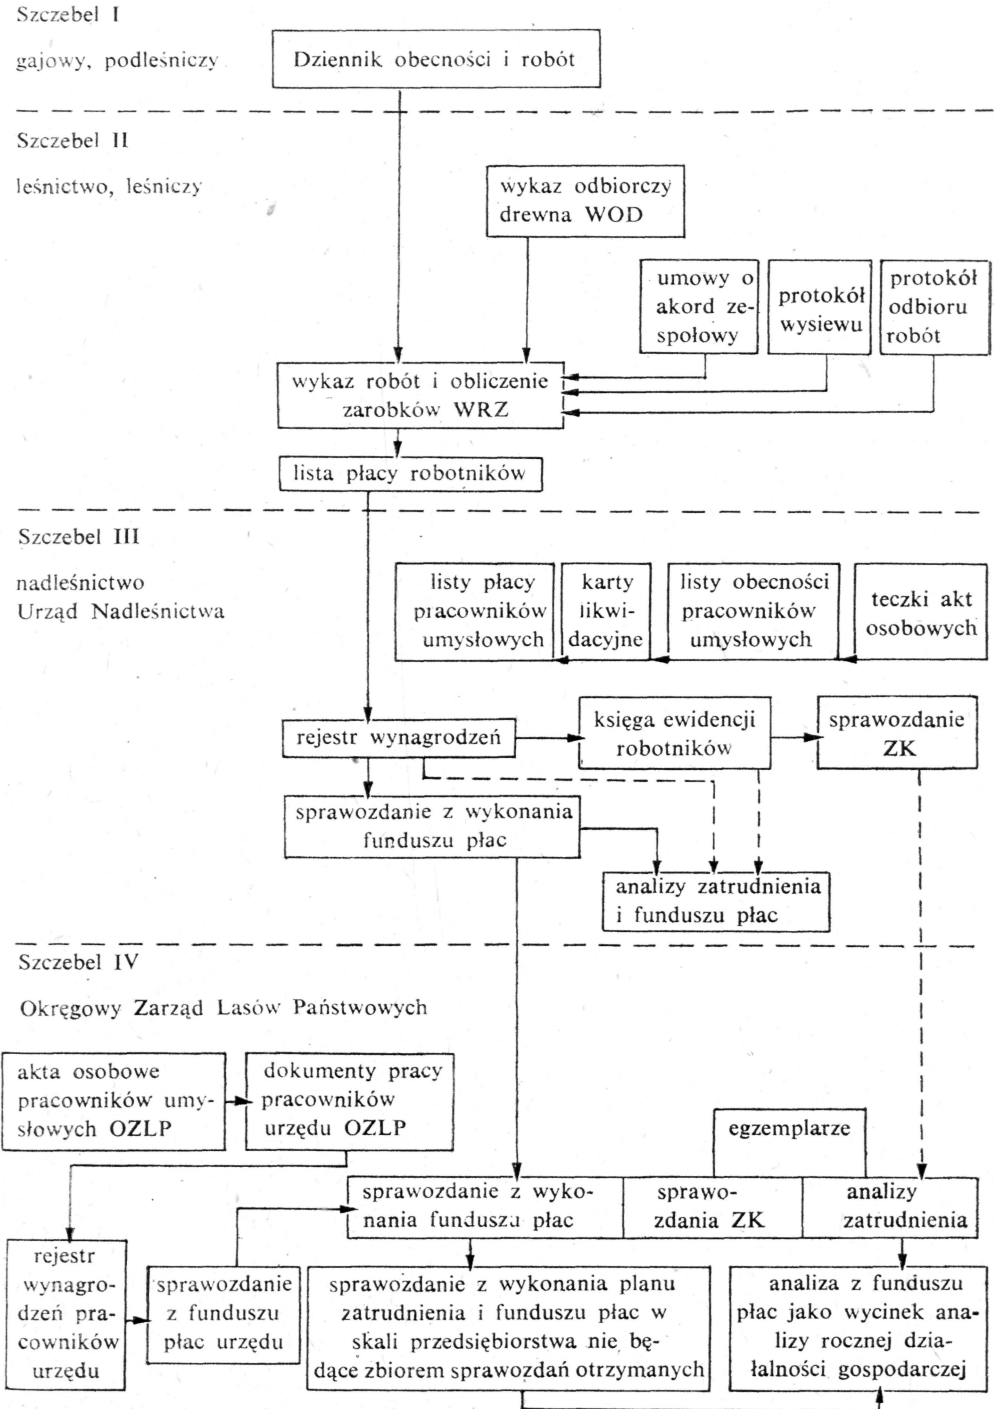 Szczebel I
gajowy, podleśniczy
Dziennik obecności i robót
Szczebel II
leśnictwo, leśniczy
wykaz odbiorczy
drewna WOD
umowy o
akord ze-
społowy
protokół
wysiewu
protokół
odbioru
robót
wykaz robót i obliczenie
zarobków WRZ
lista płacy robotników
Szczebel III
nadleśnictwo
Urząd Nadleśnictwa
listy płacy
pracowników
umysłowych
karty
likwi-
dacyjne
listy obecności
pracowników
umysłowych
teczki akt
osobowych
rejestr wynagrodzeń
księga ewidencji
robotników
sprawozdanie
ZK
sprawozdanie z wykonania
funduszu płac
analizy zatrudnienia
i funduszu płac
Szczebel IV
Okręgowy Zarząd Lasów Państwowych
akta osobowe
pracowników umy-
słowych OZLP
dokumenty pracy
pracowników
urzędu OZLP
egzemplarze
sprawozdanie z wyko-
nania funduszu płac
sprawo-
zdania ZK
analizy
zatrudnienia
rejestr
wynagro-
dzeń pra-
cowników
urzędu
sprawozdanie
z funduszu
płac urzędu
sprawozdanie z wykonania planu
zatrudnienia i funduszu płac w
skali przedsiębiorstwa nie bę-
dące zbiorem sprawozdań otrzymanych
analiza z funduszu
płac jako wycinek ana-
lizy rocznej dzia-
łalności gospodarczej